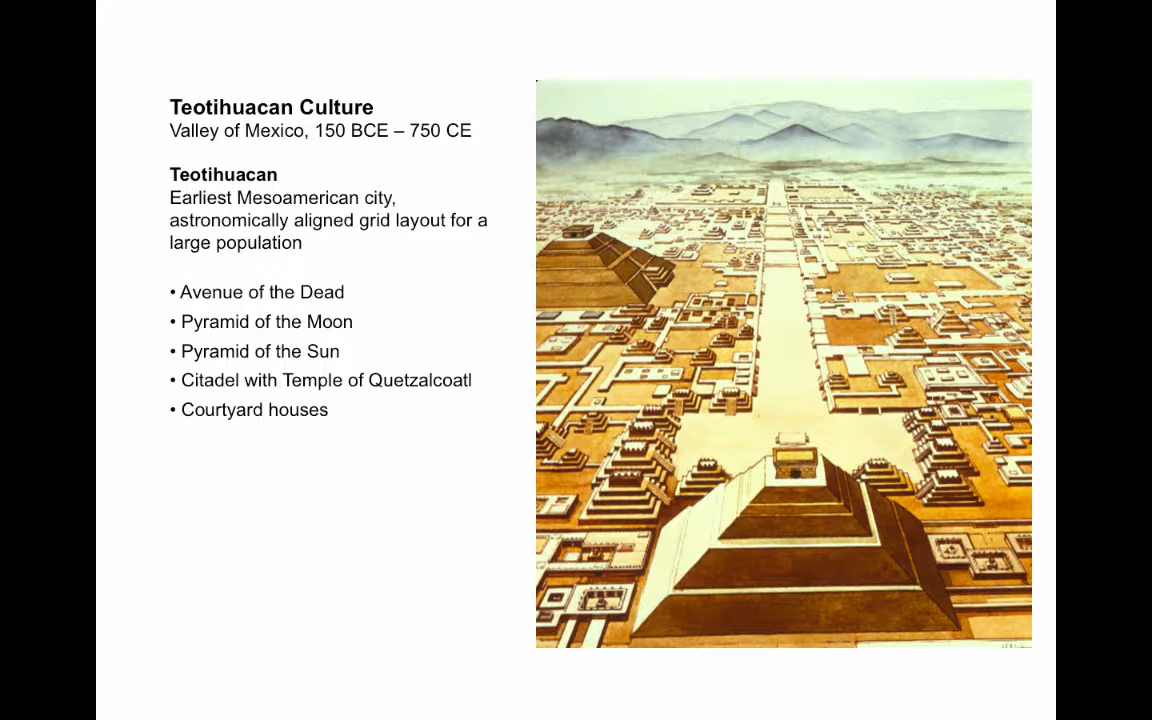 Teotihuacan Culture
Valley of Mexico, 150 BCE – 750 CE
Teotihuacan
Earliest Mesoamerican city,
astronomically aligned grid layout for a
large population
• Avenue of the Dead
• Pyramid of the Moon
• Pyramid of the Sun
• Citadel with Temple of Quetzalcoatl
• Courtyard houses